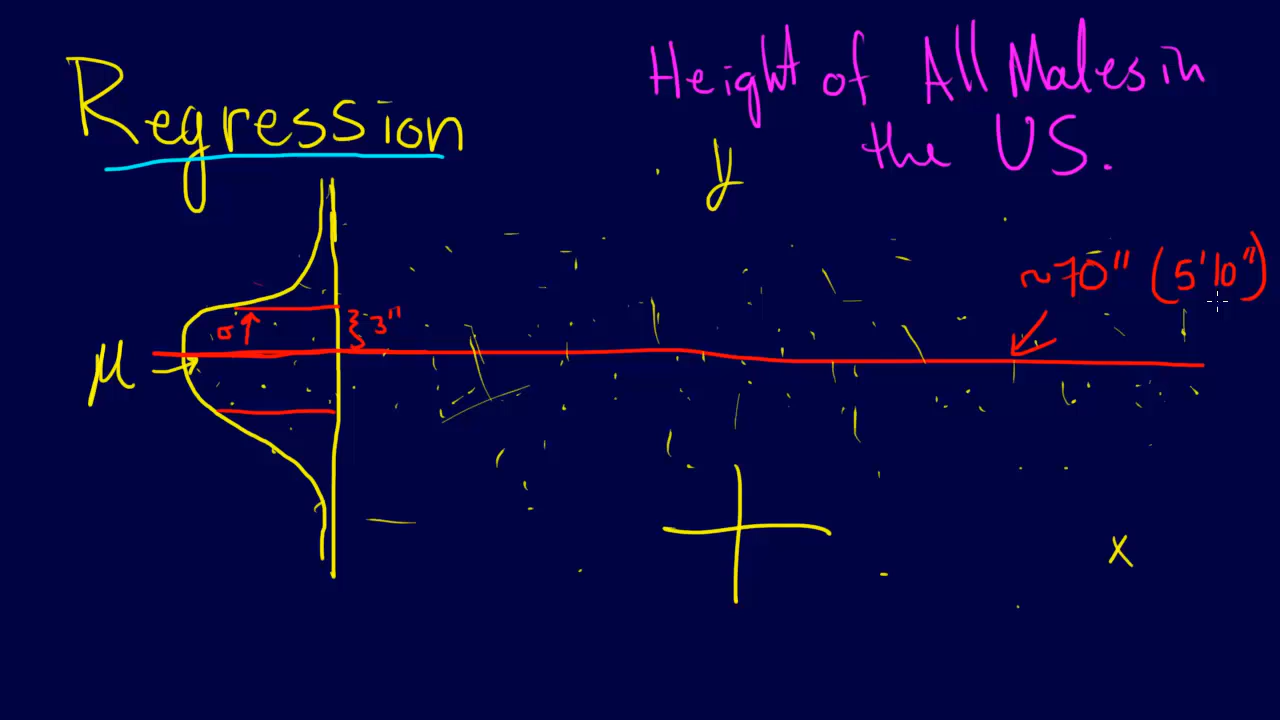 Regression
Height of All Males in
the US.
y
~70" (5'10")
σ
3"
μ
x